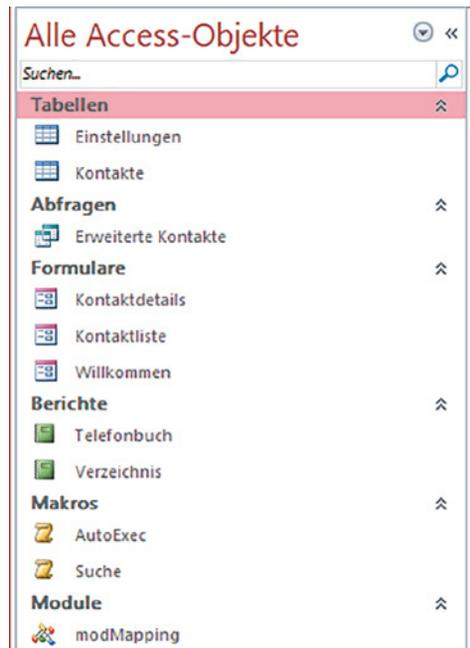 Alle Access-Objekte
Suchen...
Tabellen
Einstellungen
Kontakte
Abfragen
Erweiterte Kontakte
Formulare
Kontaktdetails
Kontaktliste
Willkommen
Berichte
Telefonbuch
Verzeichnis
Makros
AutoExec
Suche
Module
modMapping